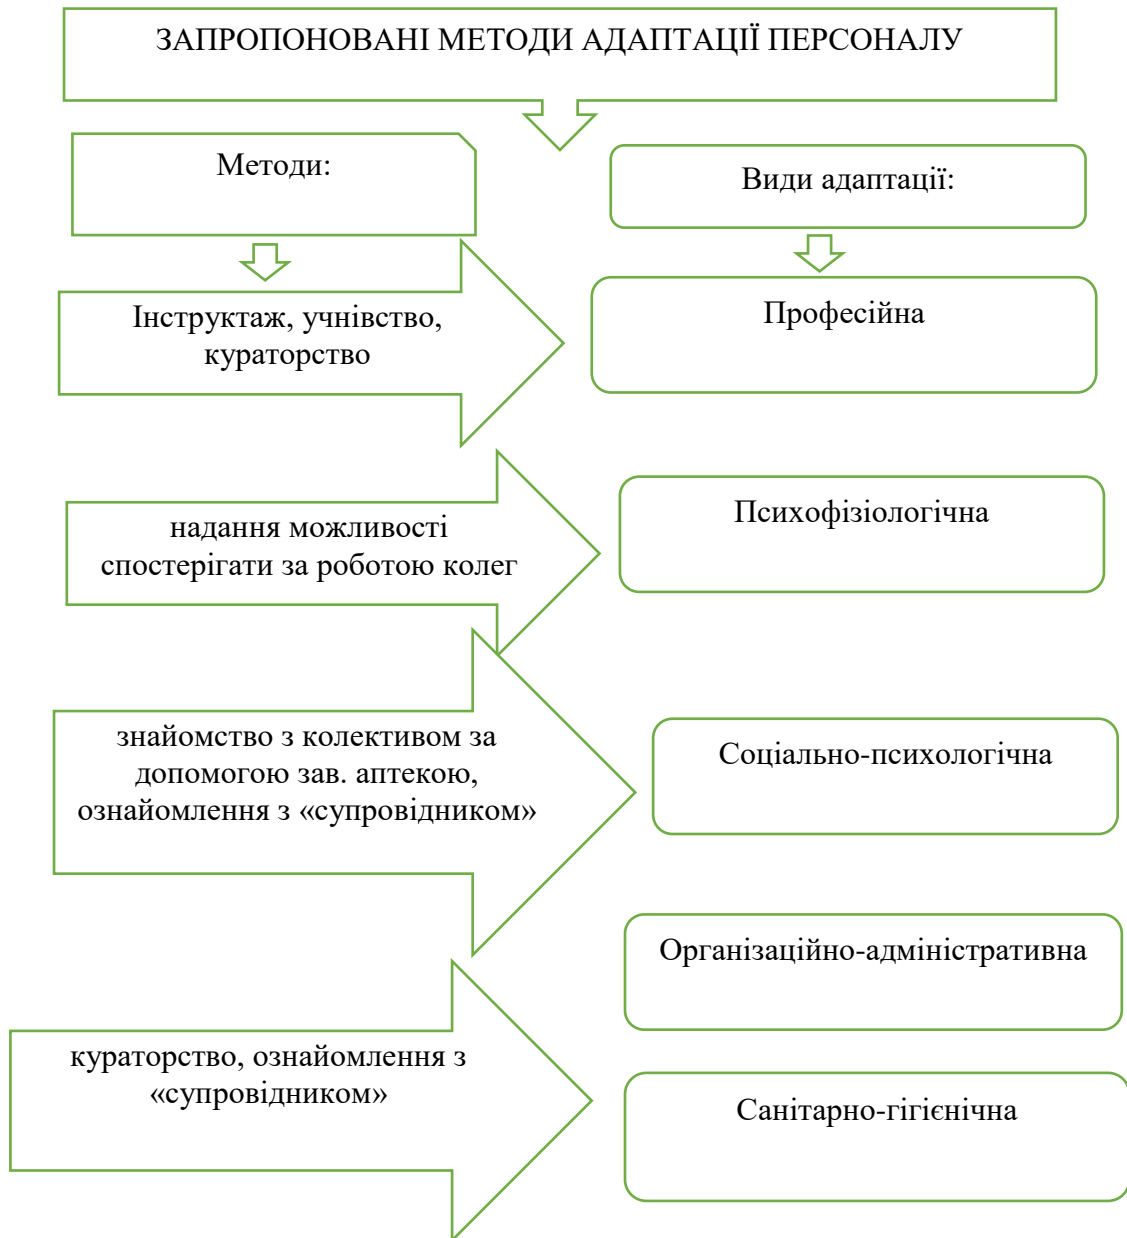 ЗАПРОПОНОВАНІ МЕТОДИ АДАПТАЦІЇ ПЕРСОНАЛУ
Методи:
Види адаптації:
Інструктаж, учнівство,
кураторство
Професійна
надання можливості
спостерігати за роботою колег
Психофізіологічна
знайомство з колективом за
допомогою зав. аптекою,
ознайомлення з «супровідником»
Соціально-психологічна
Організаційно-адміністративна
кураторство, ознайомлення з
«супровідником»
Санітарно-гігієнічна